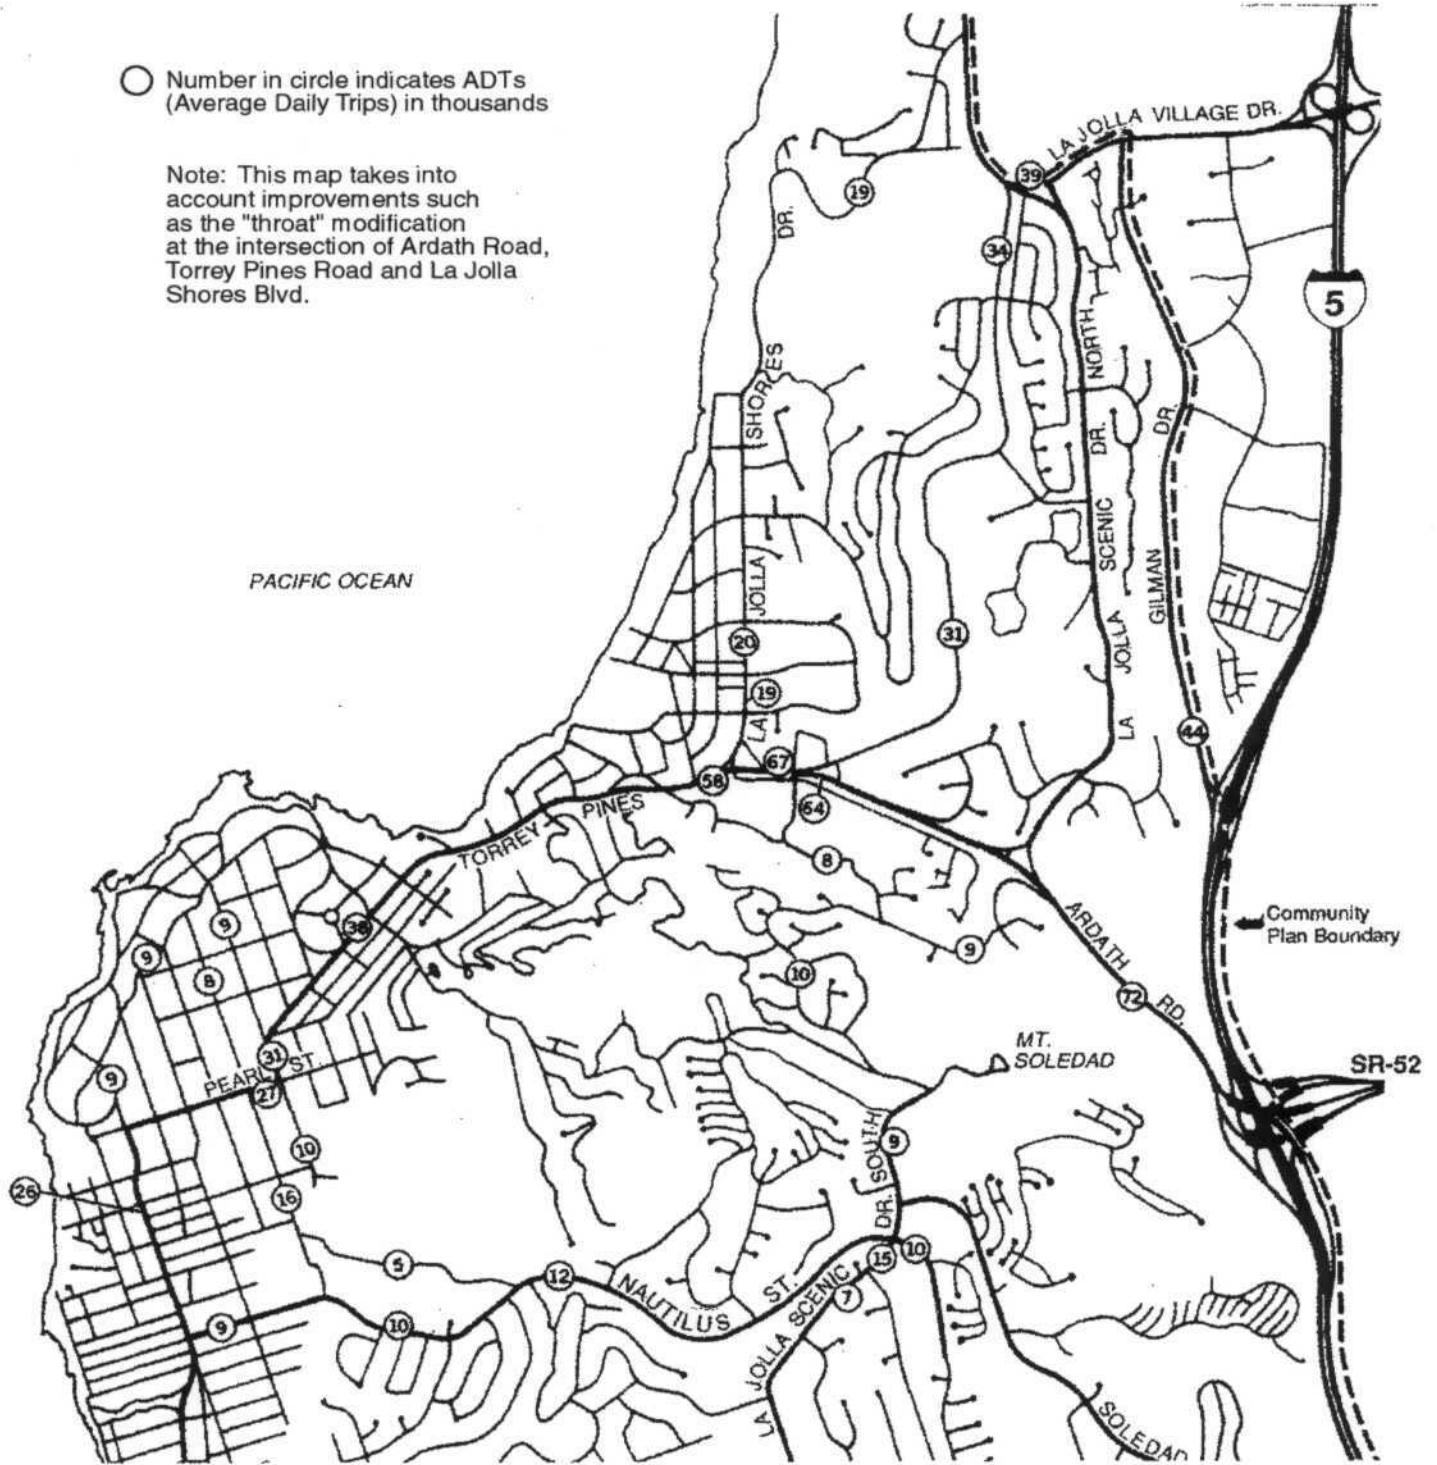 Number in circle indicates ADTs
(Average Daily Trips) in thousands
Note: This map takes into
account improvements such
as the "throat" modification
at the intersection of Ardath Road,
Torrey Pines Road and La Jolla
Shores Blvd.
LA JOLLA VILLAGE DR.
39
19
34
5
LA JOLLA SHORES DR.
LA JOLLA SCENIC DR. NORTH
GILMAN DR.
PACIFIC OCEAN
31
20
19
44
67
58
64
TORREY PINES
8
ARDATH RD.
Community
Plan Boundary
9
38
9
9
8
10
72
MT.
SOLEDAD
SR-52
31
9
PEARL ST.
27
10
9
26
16
5
12
15
10
NAUTILUS ST.
7
LA JOLLA SCENIC DR. SOUTH
9
10
SOLEDAD